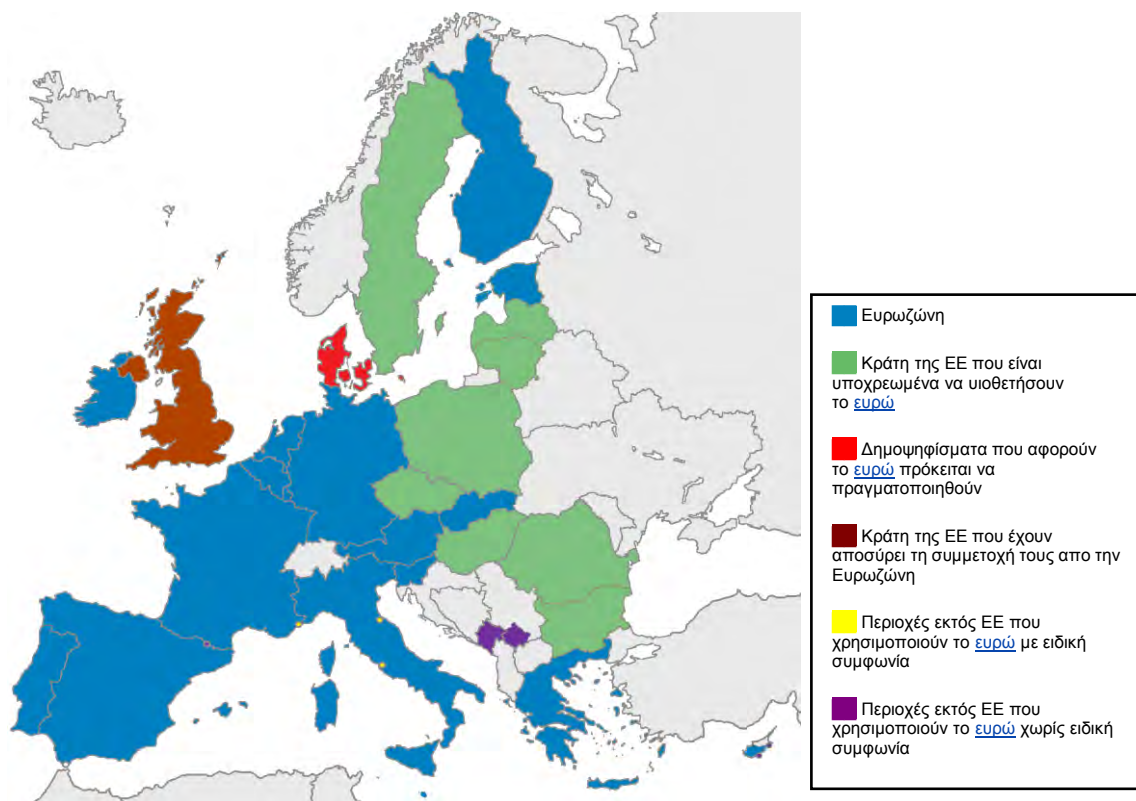 Ευρωζώνη
Κράτη της ΕΕ που είναι
υποχρεωμένα να υιοθετήσουν
το ευρώ
Δημοψηφίσματα που αφορούν
το ευρώ πρόκειται να
πραγματοποιηθούν
Κράτη της ΕΕ που έχουν
αποσύρει τη συμμετοχή τους απο την
Ευρωζώνη
Περιοχές εκτός ΕΕ που
χρησιμοποιούν το ευρώ με ειδική
συμφωνία
Περιοχές εκτός ΕΕ που
χρησιμοποιούν το ευρώ χωρίς ειδική
συμφωνία